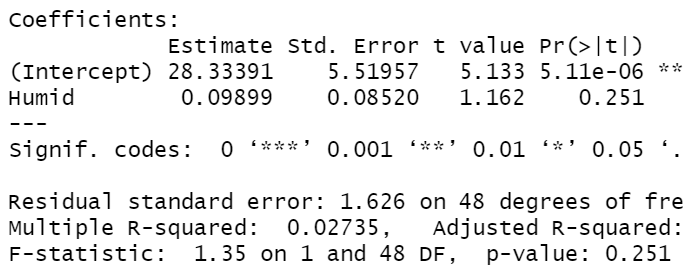 Coefficients:
Estimate Std. Error t value Pr(>|t|)
(Intercept) 28.33391 5.51957 5.133 5.11e-06 **
Humid 0.09899 0.08520 1.162 0.251
---
Signif. codes: 0 ‘***’ 0.001 ‘**’ 0.01 ‘*’ 0.05 ‘.
Residual standard error: 1.626 on 48 degrees of fre
Multiple R-squared: 0.02735, Adjusted R-squared:
F-statistic: 1.35 on 1 and 48 DF, p-value: 0.251